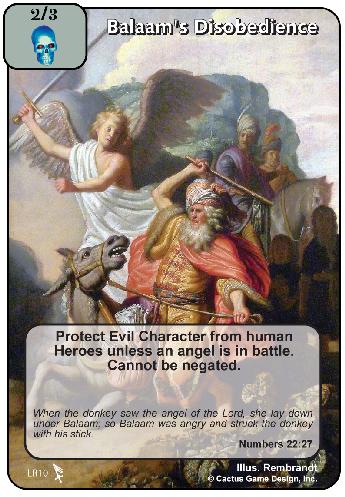 2/3
Balaam's Disobedience
Protect Evil Character from human
Heroes unless an angel is in battle.
Cannot be negated.
When the donkey saw the angel of the Lord, she lay down
under Balaam; so Balaam was angry and struck the donkey
with his stick.
Numbers 22:27
Illus. Rembrandt
© Cactus Game Design, Inc.